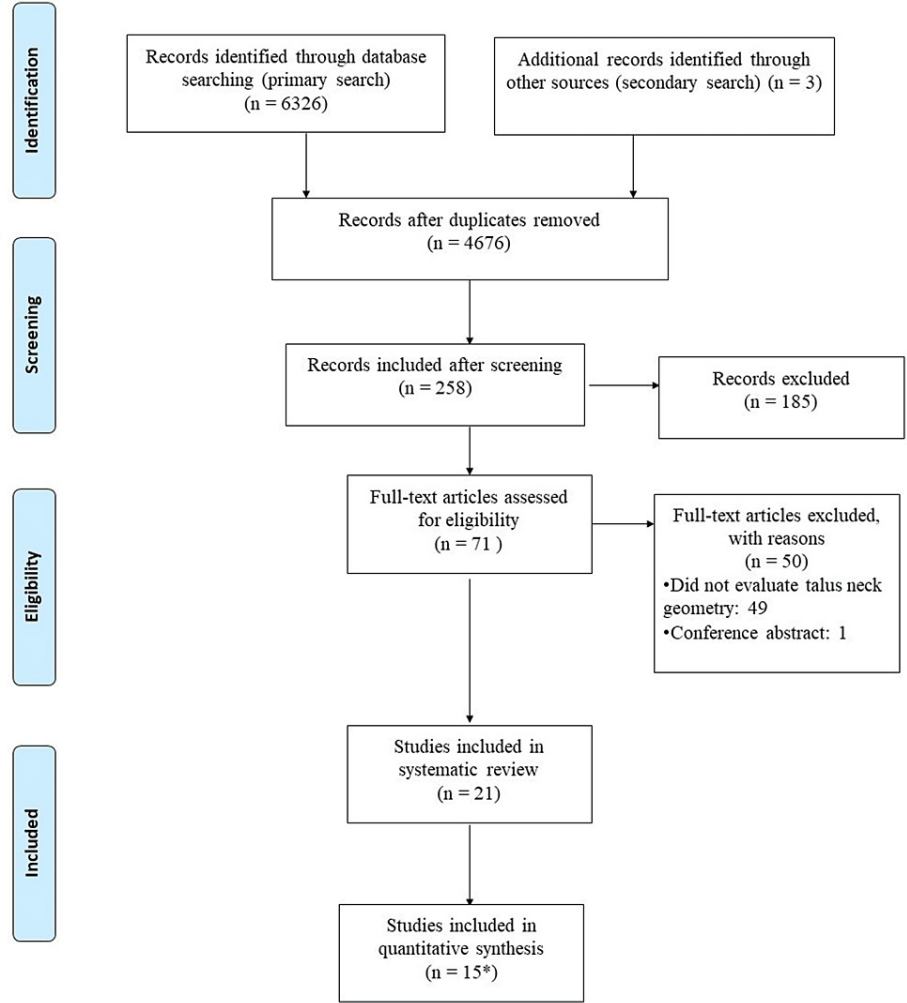 Identification
Records identified through database
searching (primary search)
(n = 6326)
Additional records identified through
other sources (secondary search) (n = 3)
Records after duplicates removed
(n = 4676)
Screening
Records included after screening
(n = 258)
Records excluded
(n = 185)
Eligibility
Full-text articles assessed
for eligibility
(n = 71 )
Full-text articles excluded,
with reasons
(n = 50)
•Did not evaluate talus neck
geometry: 49
•Conference abstract: 1
Included
Studies included in
systematic review
(n = 21)
Studies included in
quantitative synthesis
(n = 15*)